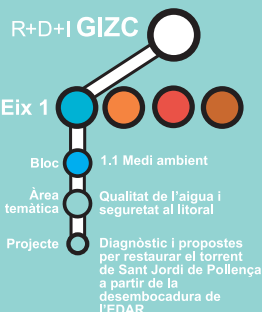 R+D+I GIZC
Eix 1
Bloc 1.1 Medi ambient
Àrea temàtica
Qualitat de l'aigua i
seguretat al litoral
Projecte
Diagnòstic i propostes
per restaurar el torrent
de Sant Jordi de Pollença
a partir de la
desembocadura de
l'EDAR